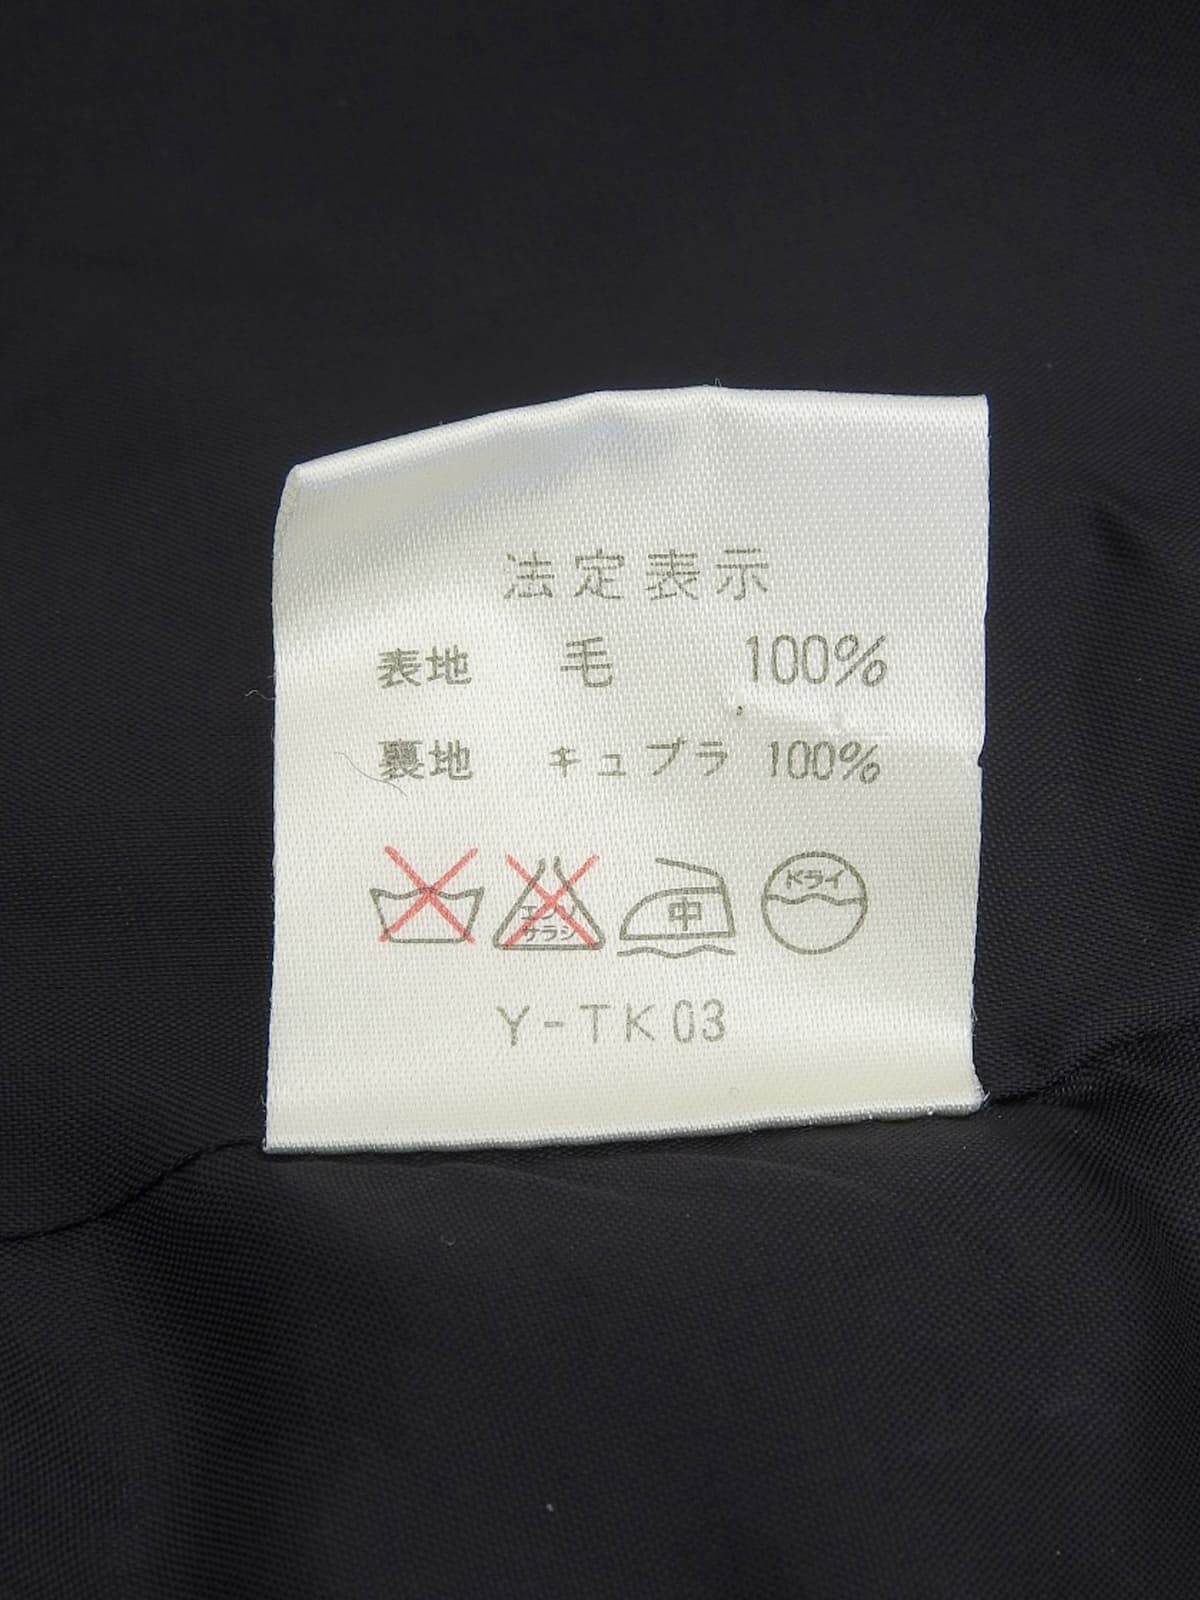 法定表示
表地 毛 100%
裏地 キュプラ 100%
エンソ サラシ 中 ドライ
Y-TK03